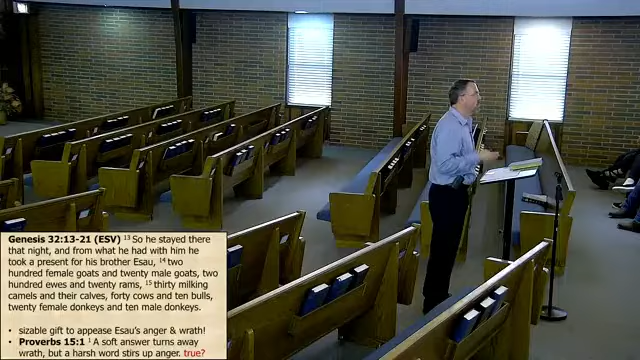 Genesis 32:13-21 (ESV) 13 So he stayed there
that night, and from what he had with him he
took a present for his brother Esau, 14 two
hundred female goats and twenty male goats, two
hundred ewes and twenty rams, 15 thirty milking
camels and their calves, forty cows and ten bulls,
twenty female donkeys and ten male donkeys.
• sizable gift to appease Esau's anger & wrath!
• Proverbs 15:1 1 A soft answer turns away
wrath, but a harsh word stirs up anger. true?